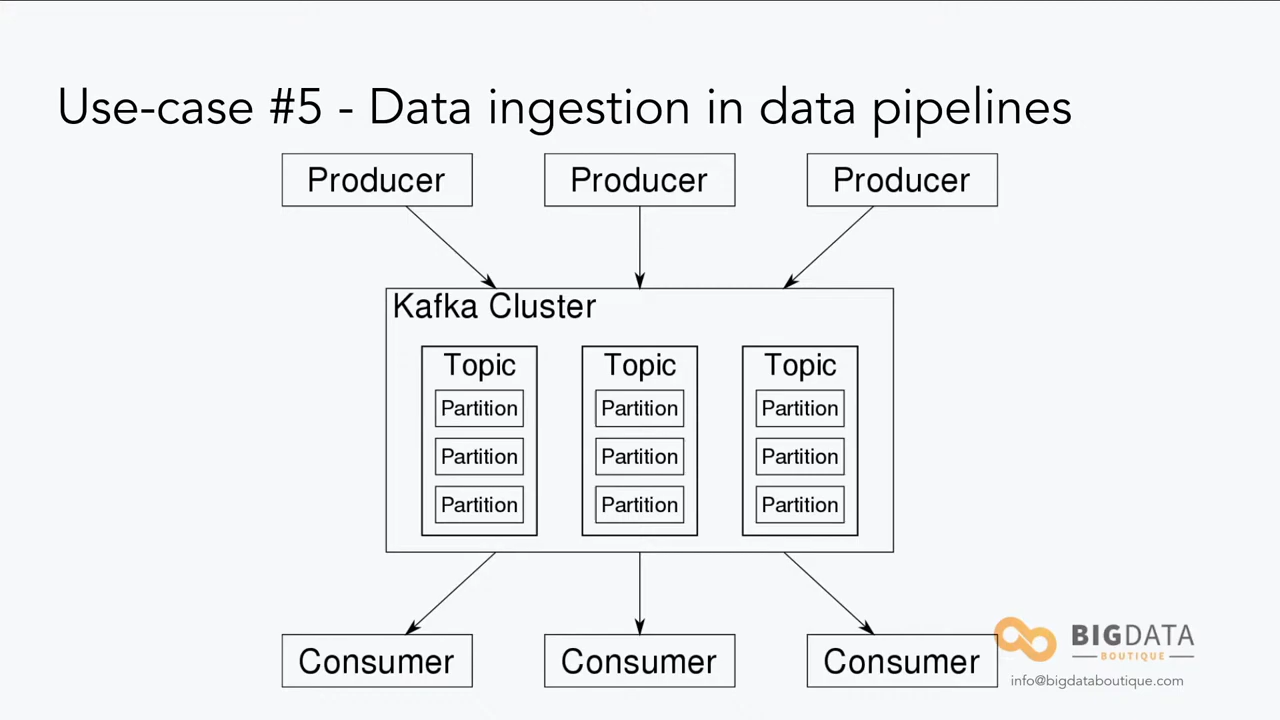 Use-case #5 - Data ingestion in data pipelines
Producer Producer Producer
Kafka Cluster
Topic Topic Topic
Partition Partition Partition
Partition Partition Partition
Partition Partition Partition
Consumer Consumer Consumer
BIGDATA
BOUTIQUE
info@bigdataboutique.com